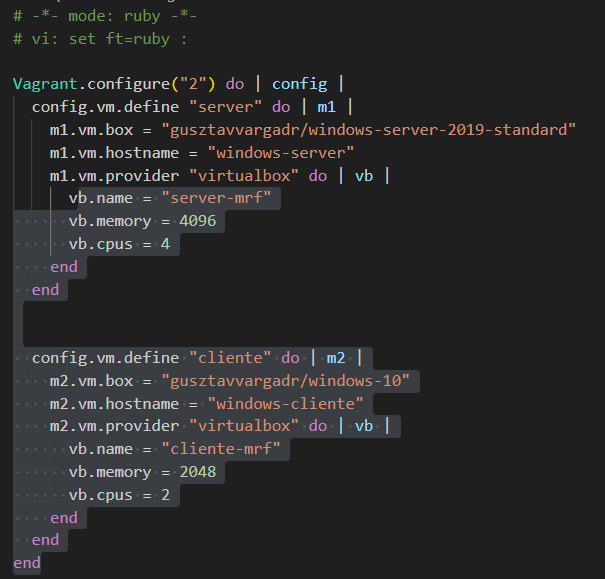 # -*- mode: ruby -*-
# vi: set ft=ruby :
Vagrant.configure("2") do | config |
  config.vm.define "server" do | m1 |
    m1.vm.box = "gusztavvargadr/windows-server-2019-standard"
    m1.vm.hostname = "windows-server"
    m1.vm.provider "virtualbox" do | vb |
      vb.name = "server-mrf"
      vb.memory = 4096
      vb.cpus = 4
    end
  end
  config.vm.define "cliente" do | m2 |
    m2.vm.box = "gusztavvargadr/windows-10"
    m2.vm.hostname = "windows-cliente"
    m2.vm.provider "virtualbox" do | vb |
      vb.name = "cliente-mrf"
      vb.memory = 2048
      vb.cpus = 2
    end
  end
end